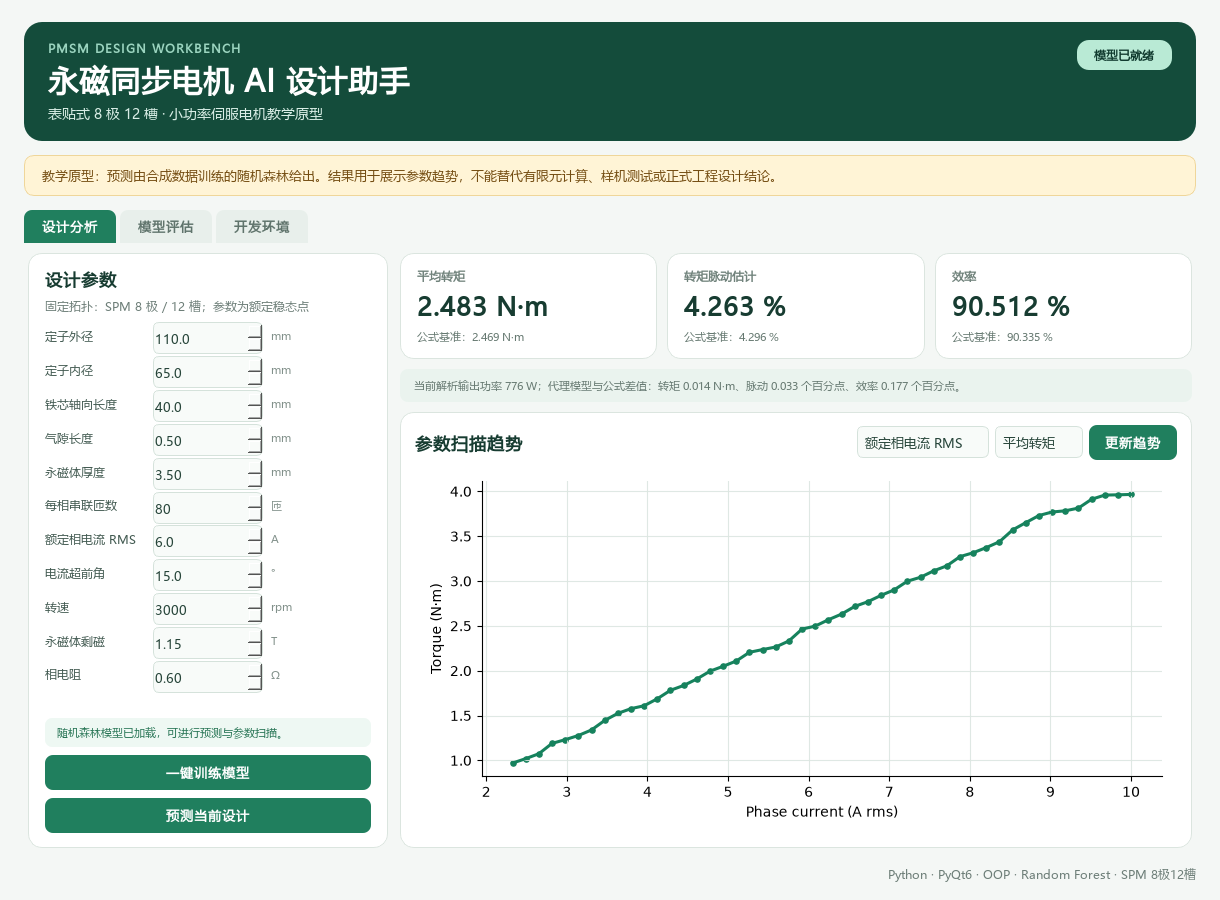 PMSM DESIGN WORKBENCH
永磁同步电机 AI 设计助手
表贴式 8 极 12 槽 · 小功率伺服电机教学原型
模型已就绪
教学原型：预测由合成数据训练的随机森林给出。结果用于展示参数趋势，不能替代有限元计算、样机测试或正式工程设计结论。
设计分析
模型评估
开发环境
设计参数
固定拓扑：SPM 8 极 / 12 槽；参数为额定稳态点
定子外径 110.0 mm
定子内径 65.0 mm
铁芯轴向长度 40.0 mm
气隙长度 0.50 mm
永磁体厚度 3.50 mm
每相串联匝数 80 匝
额定相电流 RMS 6.0 A
电流超前角 15.0 °
转速 3000 rpm
永磁体剩磁 1.15 T
相电阻 0.60 Ω
随机森林模型已加载，可进行预测与参数扫描。
一键训练模型
预测当前设计
平均转矩
2.483 N·m
公式基准：2.469 N·m
转矩脉动估计
4.263 %
公式基准：4.296 %
效率
90.512 %
公式基准：90.335 %
当前解析输出功率 776 W；代理模型与公式差值：转矩 0.014 N·m、脉动 0.033 个百分点、效率 0.177 个百分点。
参数扫描趋势
额定相电流 RMS
平均转矩
更新趋势
4.0
3.5
3.0
2.5
2.0
1.5
1.0
Torque (N·m)
2 3 4 5 6 7 8 9 10
Phase current (A rms)
Python · PyQt6 · OOP · Random Forest · SPM 8极12槽